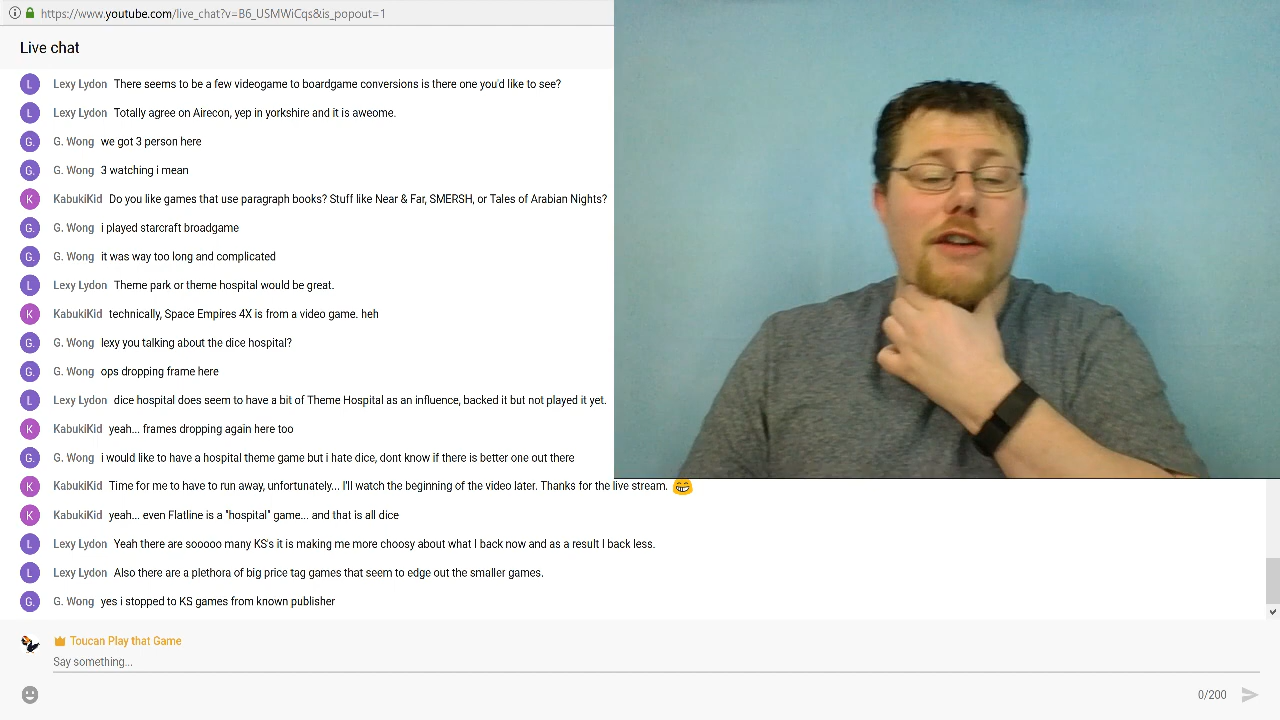 https://www.youtube.com/live_chat?v=B6_USMWiCqs&is_popout=1
Live chat
L Lexy Lydon There seems to be a few videogame to boardgame conversions is there one you'd like to see?
L Lexy Lydon Totally agree on Airecon, yep in yorkshire and it is aweome.
G. G. Wong we got 3 person here
G. G. Wong 3 watching i mean
K KabukiKid Do you like games that use paragraph books? Stuff like Near & Far, SMERSH, or Tales of Arabian Nights?
G. G. Wong i played starcraft broadgame
G. G. Wong it was way too long and complicated
L Lexy Lydon Theme park or theme hospital would be great.
K KabukiKid technically, Space Empires 4X is from a video game. heh
G. G. Wong lexy you talking about the dice hospital?
G. G. Wong ops dropping frame here
L Lexy Lydon dice hospital does seem to have a bit of Theme Hospital as an influence, backed it but not played it yet.
K KabukiKid yeah... frames dropping again here too
G. G. Wong i would like to have a hospital theme game but i hate dice, dont know if there is better one out there
K KabukiKid Time for me to have to run away, unfortunately... I'll watch the beginning of the video later. Thanks for the live stream. 😁
K KabukiKid yeah... even Flatline is a "hospital" game... and that is all dice
L Lexy Lydon Yeah there are sooooo many KS's it is making me more choosy about what I back now and as a result I back less.
L Lexy Lydon Also there are a plethora of big price tag games that seem to edge out the smaller games.
G. G. Wong yes i stopped to KS games from known publisher
Toucan Play that Game
Say something...
0/200